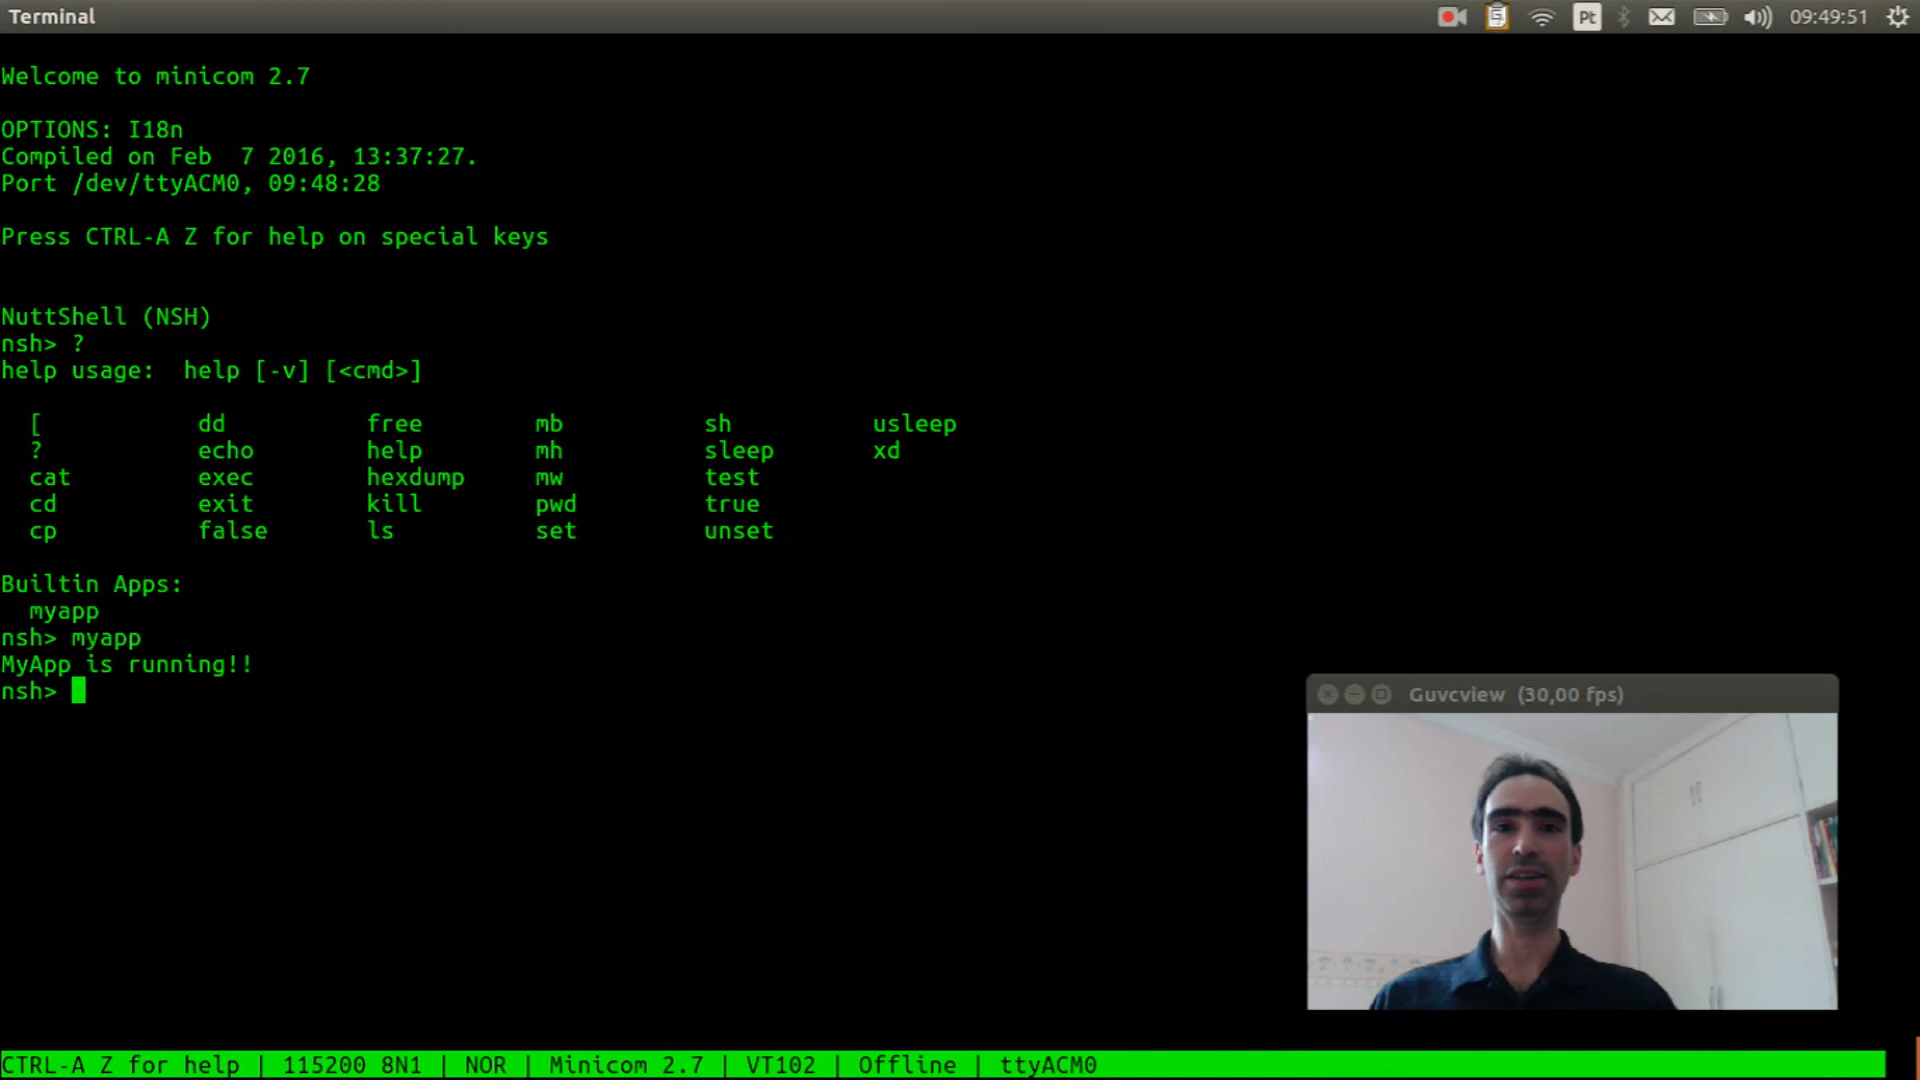 Terminal
Pt
09:49:51
Welcome to minicom 2.7
OPTIONS: I18n
Compiled on Feb  7 2016, 13:37:27.
Port /dev/ttyACM0, 09:48:28
Press CTRL-A Z for help on special keys
NuttShell (NSH)
nsh> ?
help usage:  help [-v] [<cmd>]
[ dd free mb sh usleep
? echo help mh sleep xd
cat exec hexdump mw test
cd exit kill pwd true
cp false ls set unset
Builtin Apps:
myapp
nsh> myapp
MyApp is running!!
nsh>
Guvcview  (30,00 fps)
CTRL-A Z for help | 115200 8N1 | NOR | Minicom 2.7 | VT102 | Offline | ttyACM0